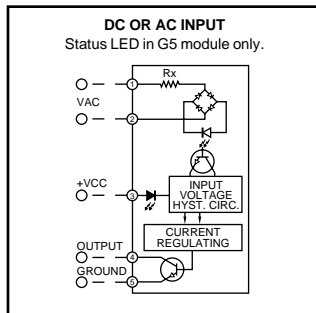 DC OR AC INPUT
Status LED in G5 module only.
Rx
1
VAC
2
+VCC
3
INPUT
VOLTAGE
HYST. CIRC.
CURRENT
REGULATING
OUTPUT
4
GROUND
5